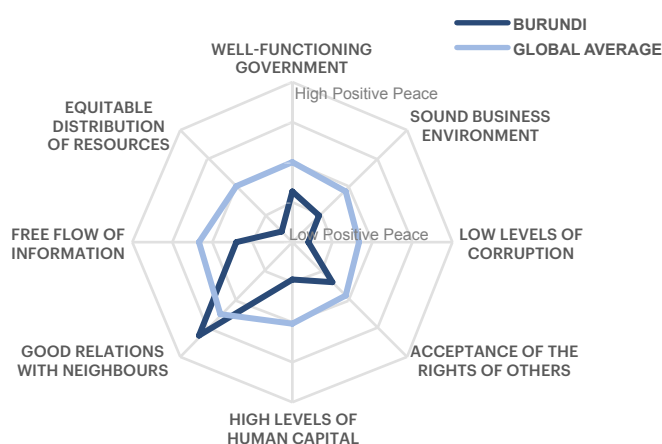 BURUNDI
GLOBAL AVERAGE
WELL-FUNCTIONING
GOVERNMENT
High Positive Peace
SOUND BUSINESS
ENVIRONMENT
EQUITABLE
DISTRIBUTION
OF RESOURCES
FREE FLOW OF
INFORMATION
Low Positive Peace
LOW LEVELS OF
CORRUPTION
GOOD RELATIONS
WITH NEIGHBOURS
ACCEPTANCE OF THE
RIGHTS OF OTHERS
HIGH LEVELS OF
HUMAN CAPITAL